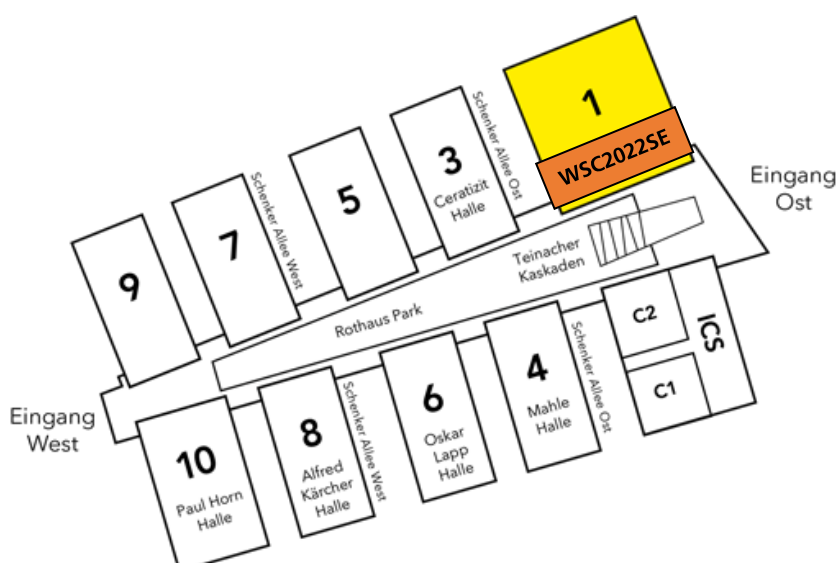 1
WSC2022SE
3
Ceratizit
Halle
Schenker Allee Ost
5
7
Schenker Allee West
9
Eingang
Ost
Teinacher
Kaskaden
Rothaus Park
Eingang
West
10
Paul Horn
Halle
8
Alfred
Kärcher
Halle
Schenker Allee West
6
Oskar
Lapp
Halle
4
Mahle
Halle
Schenker Allee Ost
C2
C1
ICS